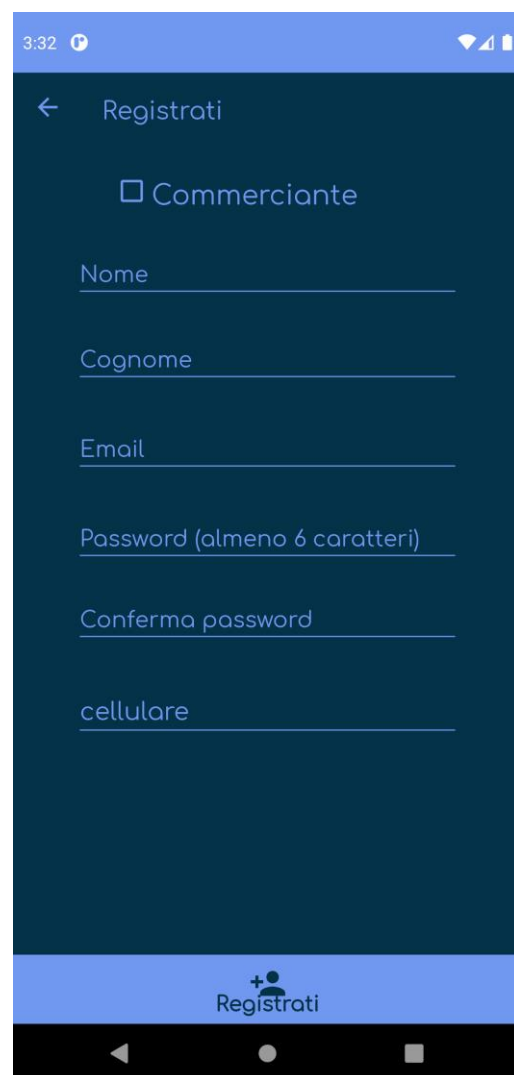 3:32
Registrati
Commerciante
Nome
Cognome
Email
Password (almeno 6 caratteri)
Conferma password
cellulare
Registrati